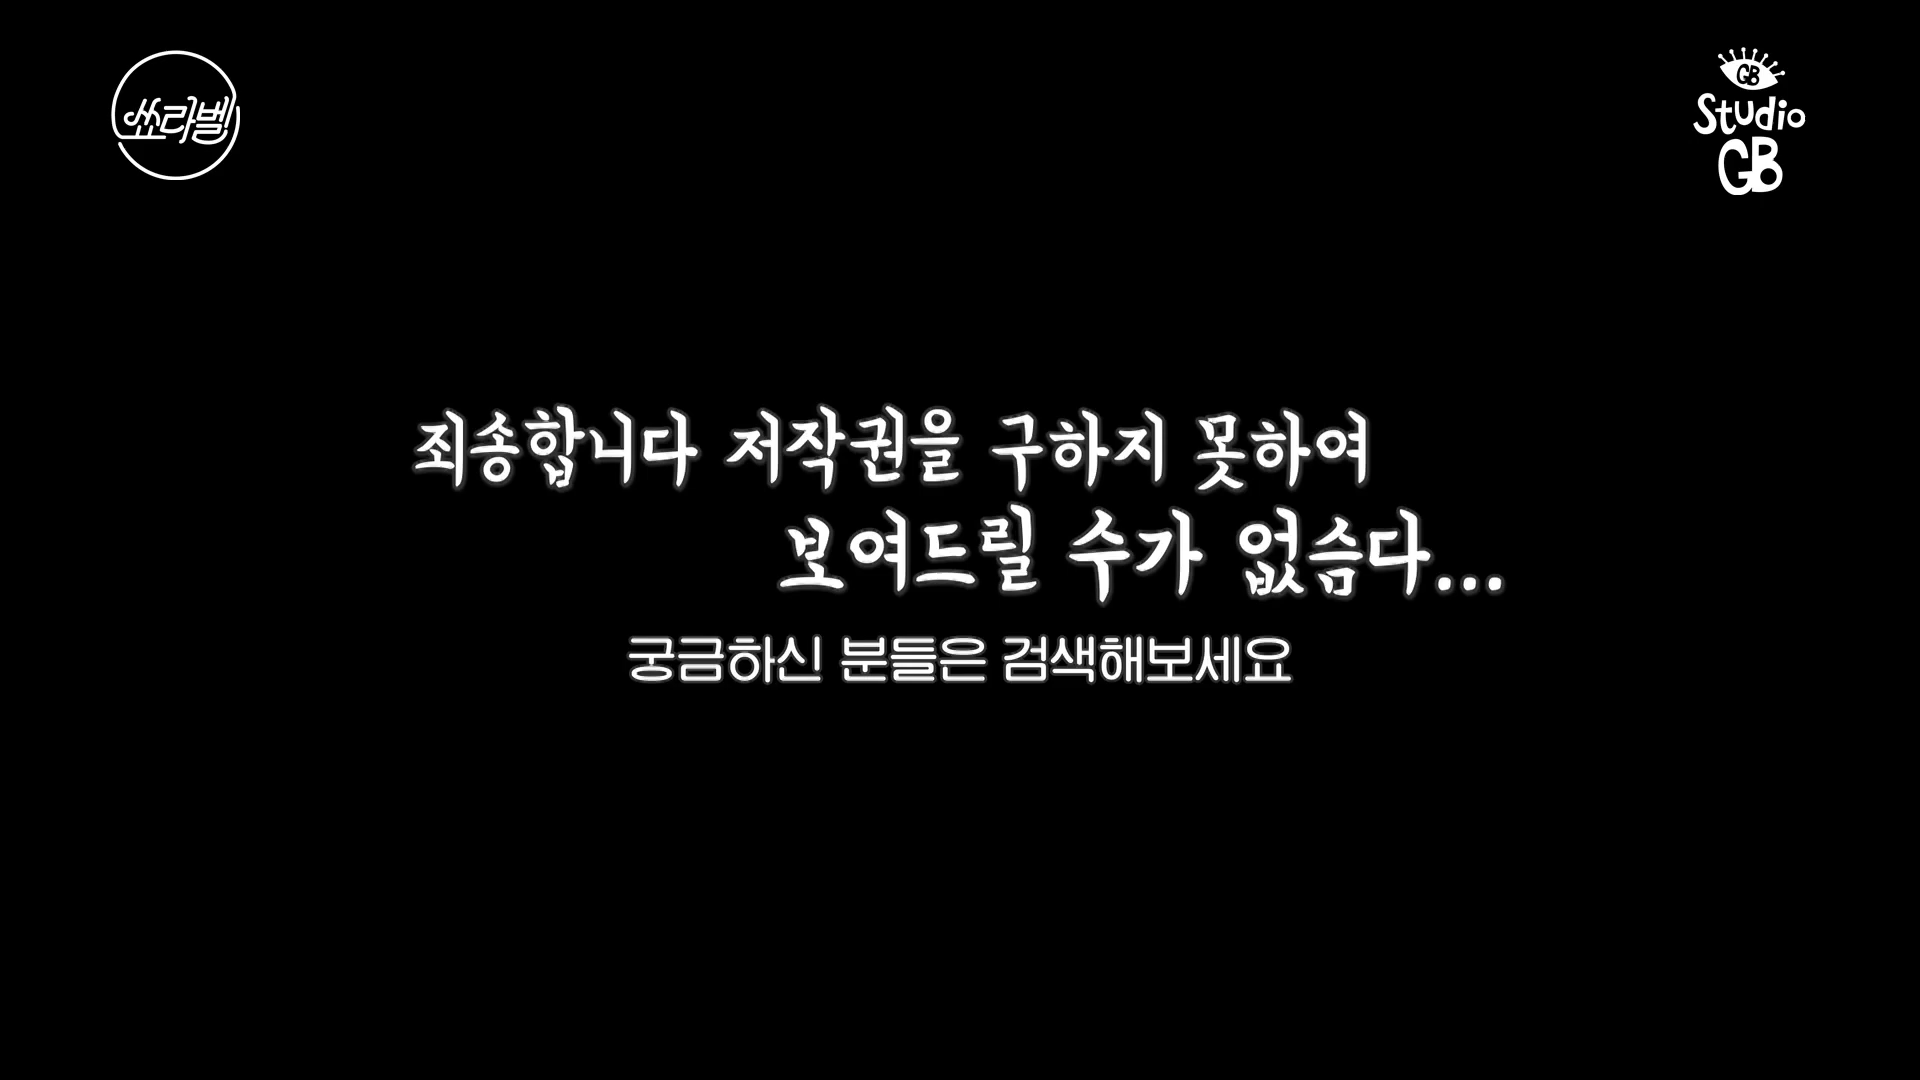 쏘라벨
GB
Studio
GB
죄송합니다 저작권을 구하지 못하여
보여드릴 수가 없슴다...
궁금하신 분들은 검색해보세요